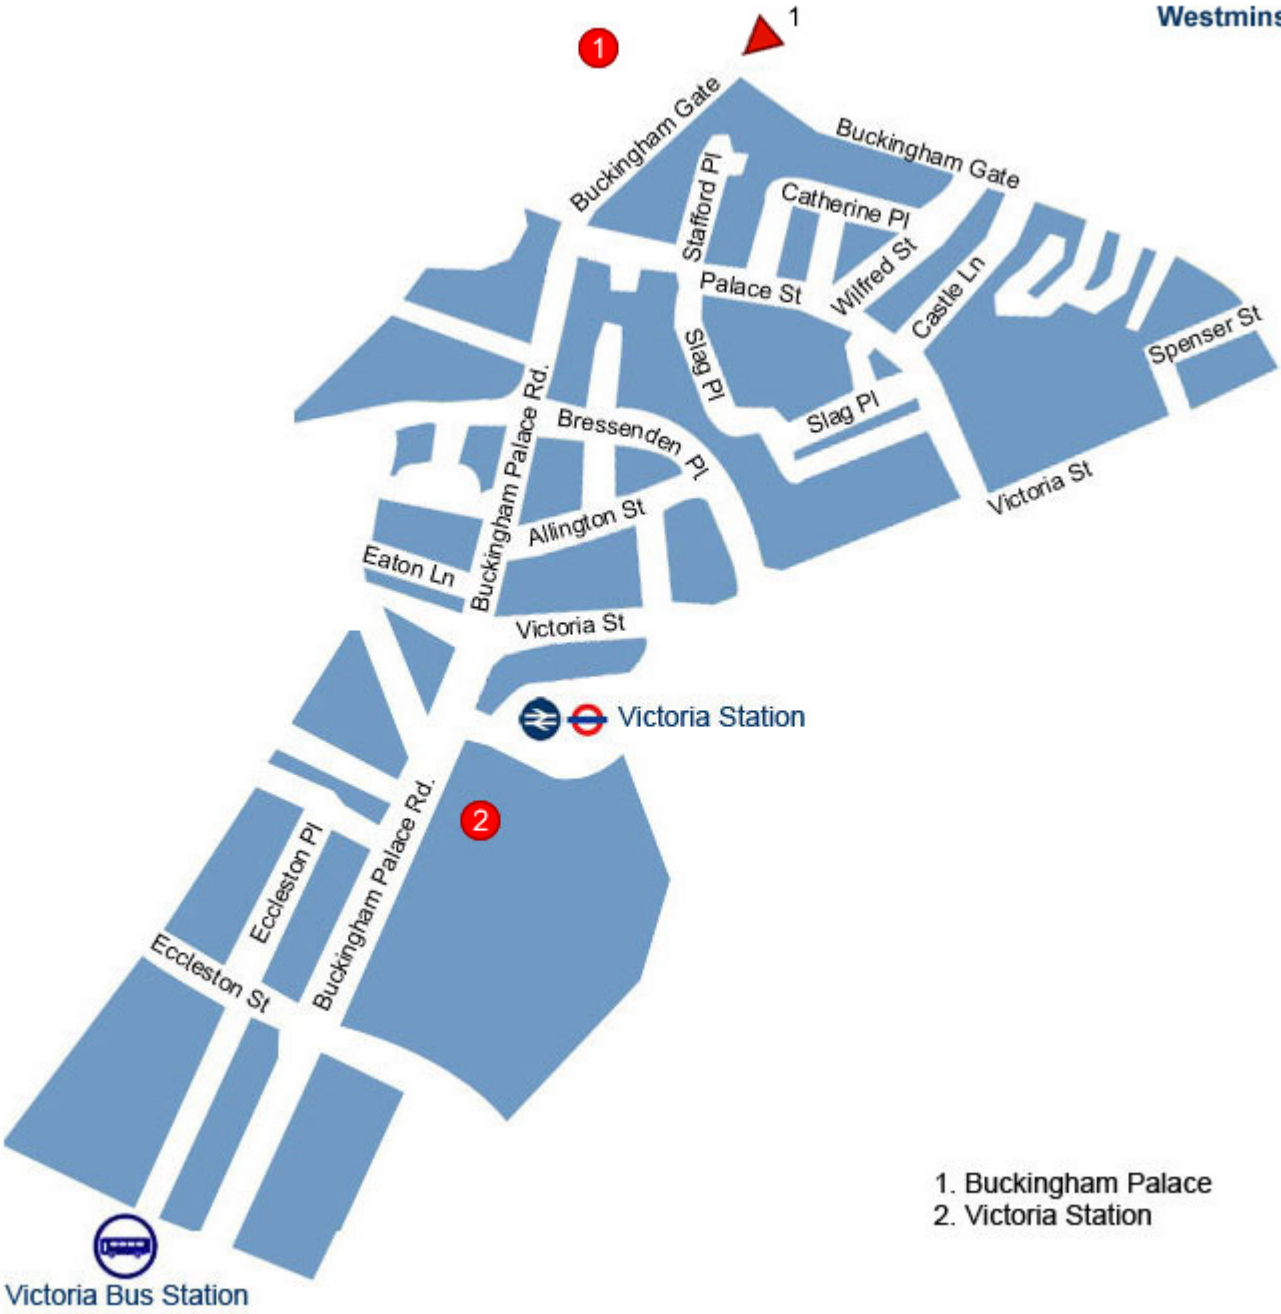 1
Westmins
1
Buckingham Gate
Buckingham Gate
Stafford Pl
Catherine Pl
Palace St
Wilfred St
Castle Ln
Spenser St
Slag Pl
Slag Pl
Buckingham Palace Rd.
Bressenden Pl
Victoria St
Allington St
Eaton Ln
Victoria St
Victoria Station
2
Buckingham Palace Rd.
Eccleston Pl
Eccleston St
1. Buckingham Palace
2. Victoria Station
Victoria Bus Station